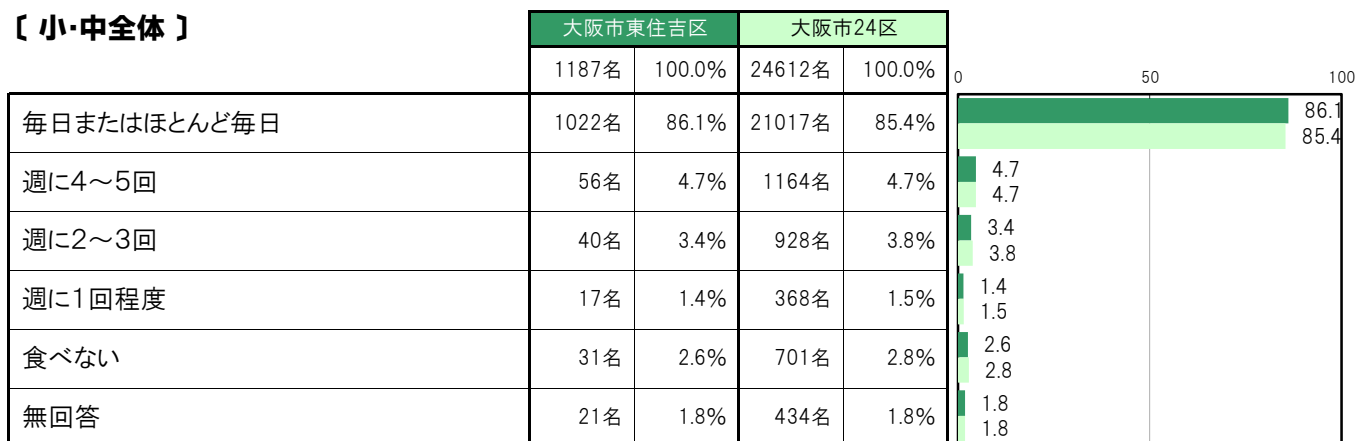 〔 小・中全体 〕
大阪市東住吉区 大阪市24区
1187名 100.0% 24612名 100.0%
0 50 100
毎日またはほとんど毎日 1022名 86.1% 21017名 85.4%
86.1
85.4
週に4～5回 56名 4.7% 1164名 4.7%
4.7
4.7
週に2～3回 40名 3.4% 928名 3.8%
3.4
3.8
週に1回程度 17名 1.4% 368名 1.5%
1.4
1.5
食べない 31名 2.6% 701名 2.8%
2.6
2.8
無回答 21名 1.8% 434名 1.8%
1.8
1.8